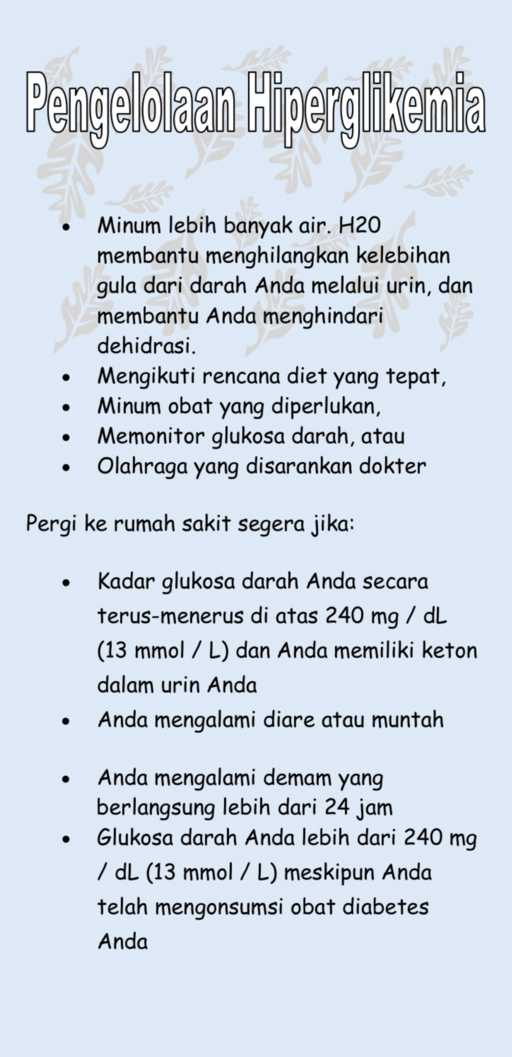 Pengelolaan Hiperglikemia
• Minum lebih banyak air. H20
membantu menghilangkan kelebihan
gula dari darah Anda melalui urin, dan
membantu Anda menghindari
dehidrasi.
• Mengikuti rencana diet yang tepat,
• Minum obat yang diperlukan,
• Memonitor glukosa darah, atau
• Olahraga yang disarankan dokter
Pergi ke rumah sakit segera jika:
• Kadar glukosa darah Anda secara
terus-menerus di atas 240 mg / dL
(13 mmol / L) dan Anda memiliki keton
dalam urin Anda
• Anda mengalami diare atau muntah
• Anda mengalami demam yang
berlangsung lebih dari 24 jam
• Glukosa darah Anda lebih dari 240 mg
/ dL (13 mmol / L) meskipun Anda
telah mengonsumsi obat diabetes
Anda